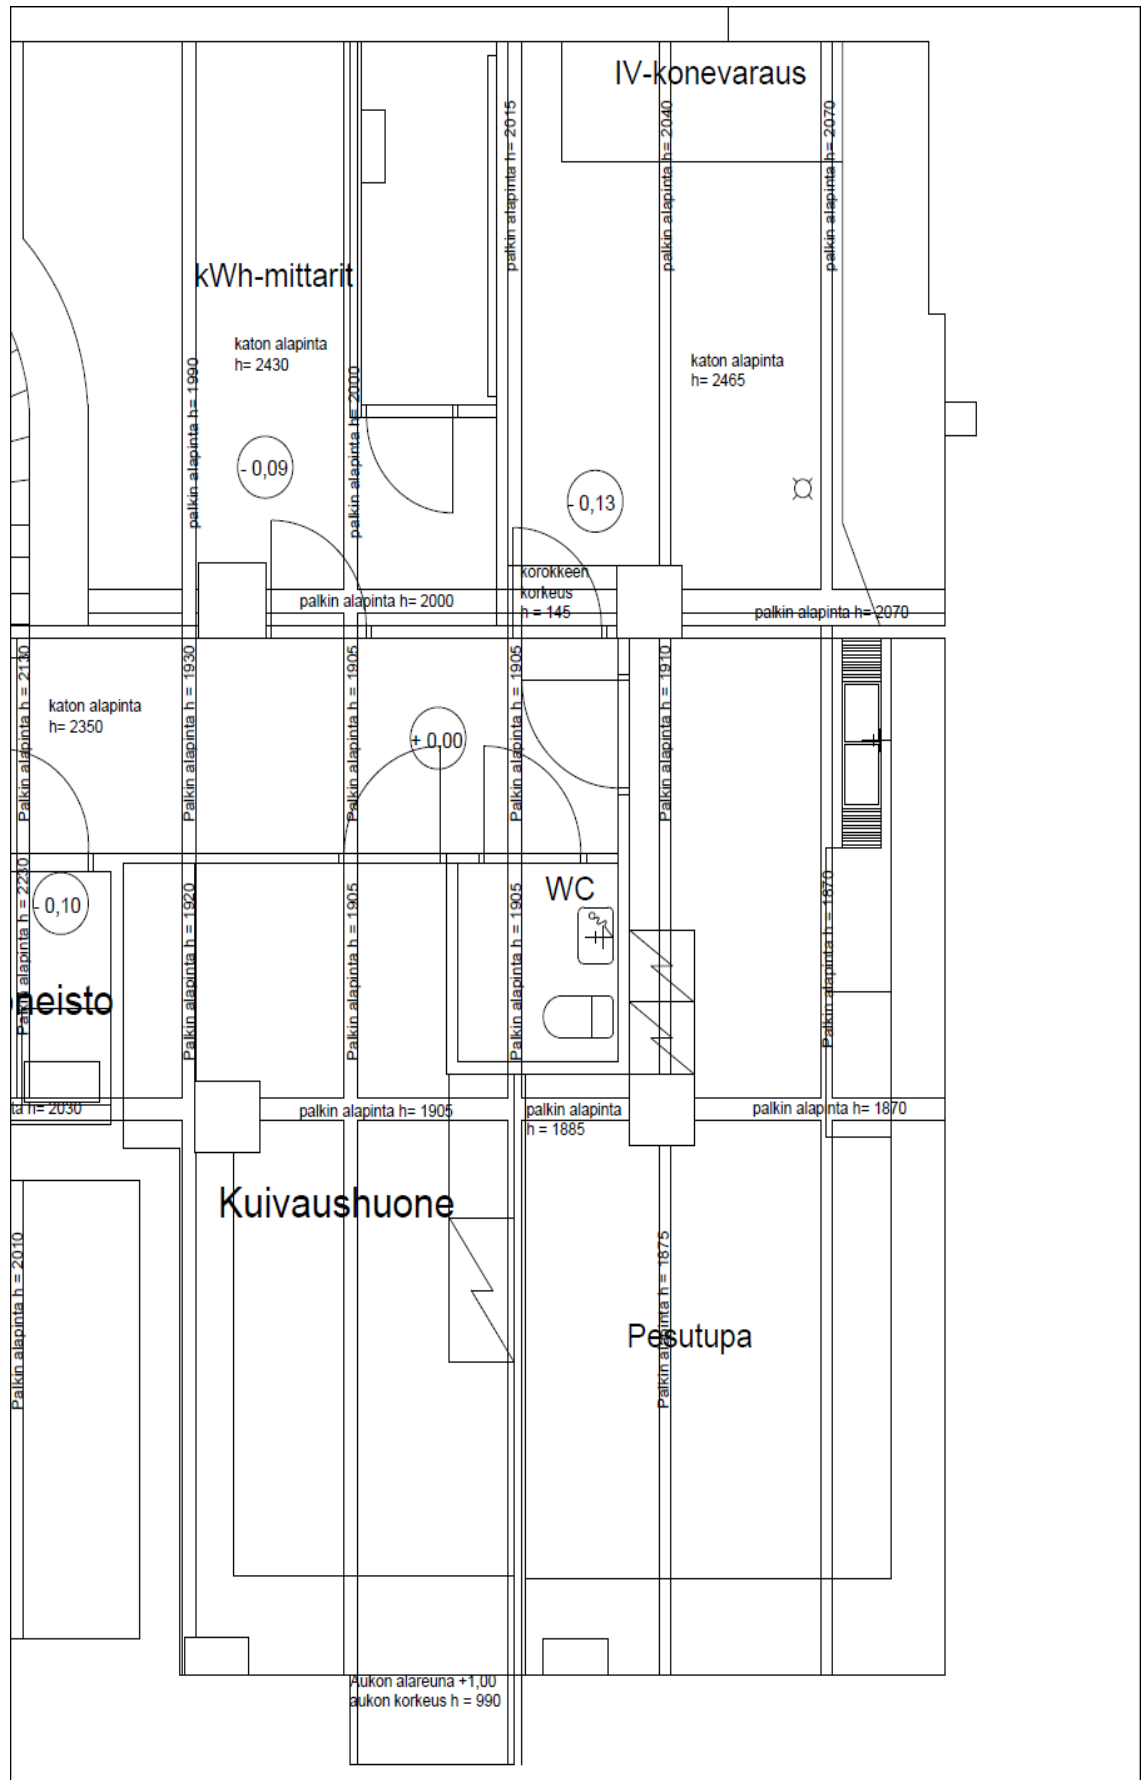 IV-konevaraus
palkin alapinta h= 2015
palkin alapinta h= 2040
palkin alapinta h= 2070
kWh-mittarit
katon alapinta
h= 2430
katon alapinta
h= 2465
palkin alapinta h= 1990
palkin alapinta h= 2000
- 0,09
- 0,13
korokkeen
korkeus
h = 145
palkin alapinta h= 2000
palkin alapinta h= 2070
Palkin alapinta h = 2130
Palkin alapinta h = 1930
Palkin alapinta h = 1905
Palkin alapinta h = 1905
Palkin alapinta h = 1910
katon alapinta
h= 2350
+ 0,00
Palkin alapinta h = 2230
- 0,10
Palkin alapinta h = 1920
Palkin alapinta h = 1905
Palkin alapinta h = 1905
WC
Palkin alapinta h = 1870
oneisto
ta h= 2030
palkin alapinta h= 1905
palkin alapinta
h = 1885
palkin alapinta h= 1870
Kuivaushuone
Palkin alapinta h = 2010
Palkin alapinta h = 1875
Pesutupa
Aukon alareuna +1,00
aukon korkeus h = 990